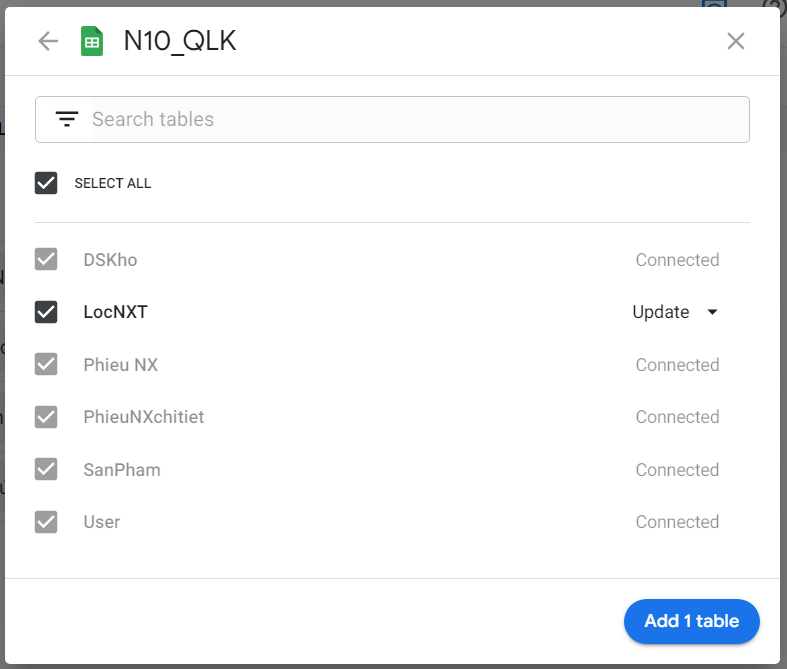 N10_QLK
Search tables
SELECT ALL
DSKho Connected
LocNXT Update
Phieu NX Connected
PhieuNXchitiet Connected
SanPham Connected
User Connected
Add 1 table